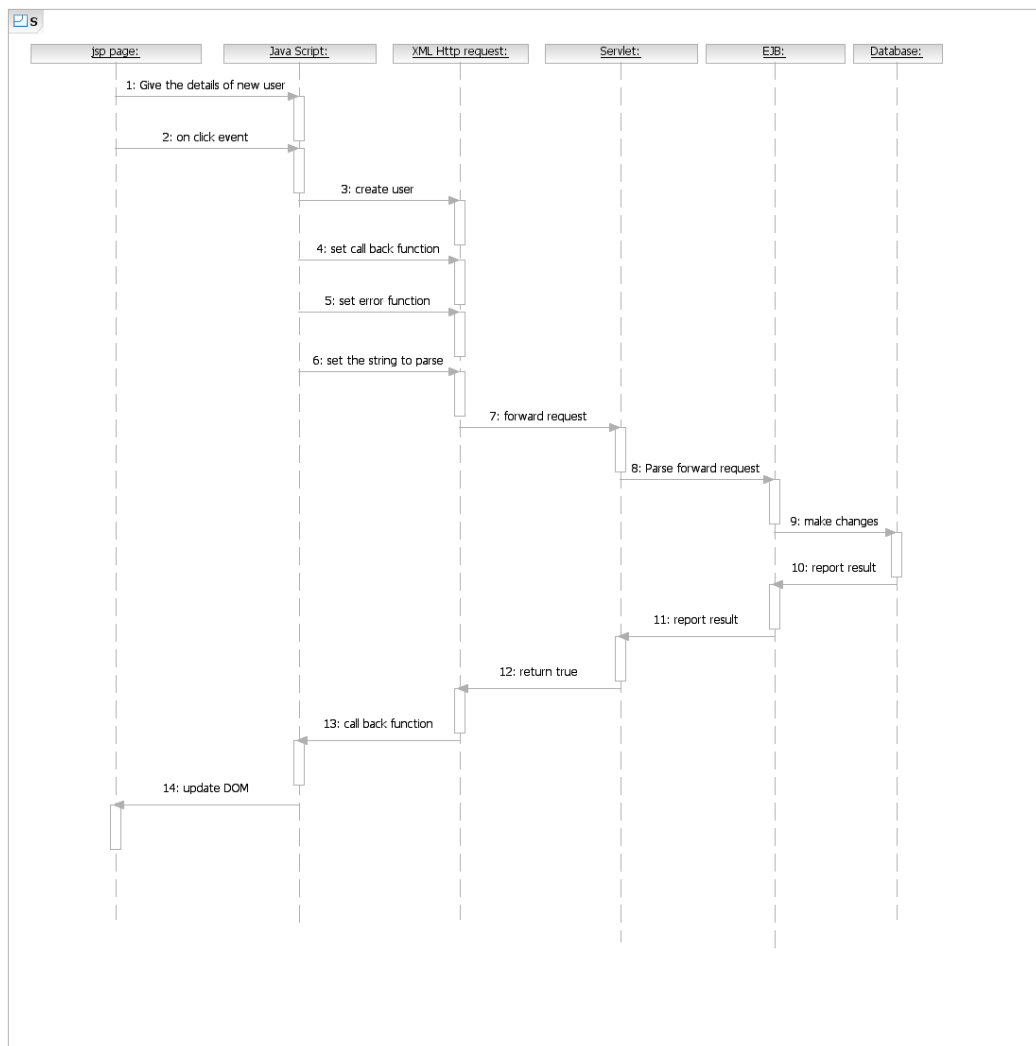 S
jsp page:
Java Script:
XML Http request:
Servlet:
EJB:
Database:
1: Give the details of new user
2: on click event
3: create user
4: set call back function
5: set error function
6: set the string to parse
7: forward request
8: Parse forward request
9: make changes
10: report result
11: report result
12: return true
13: call back function
14: update DOM